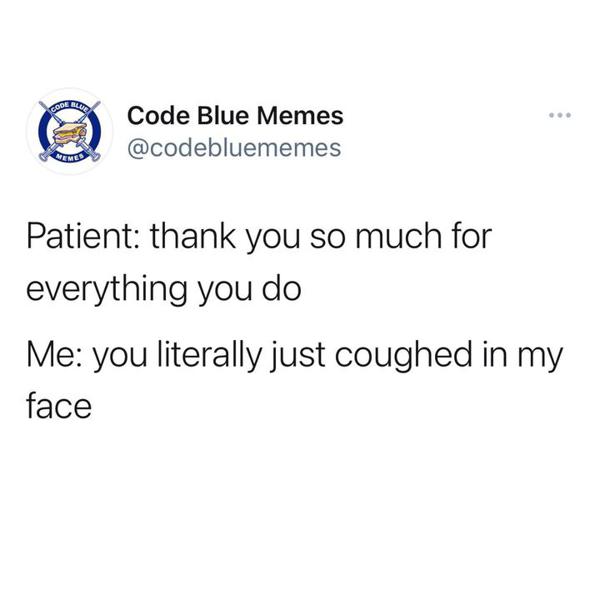 CODE BLUE
MEMES
Code Blue Memes
@codebluememes
Patient: thank you so much for
everything you do
Me: you literally just coughed in my
face